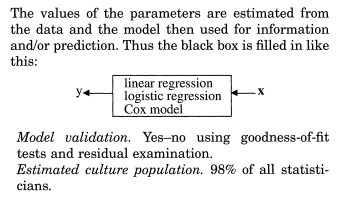 The values of the parameters are estimated from
the data and the model then used for information
and/or prediction. Thus the black box is filled in like
this:
linear regression
y logistic regression x
Cox model
Model validation. Yes–no using goodness-of-fit
tests and residual examination.
Estimated culture population. 98% of all statisti-
cians.